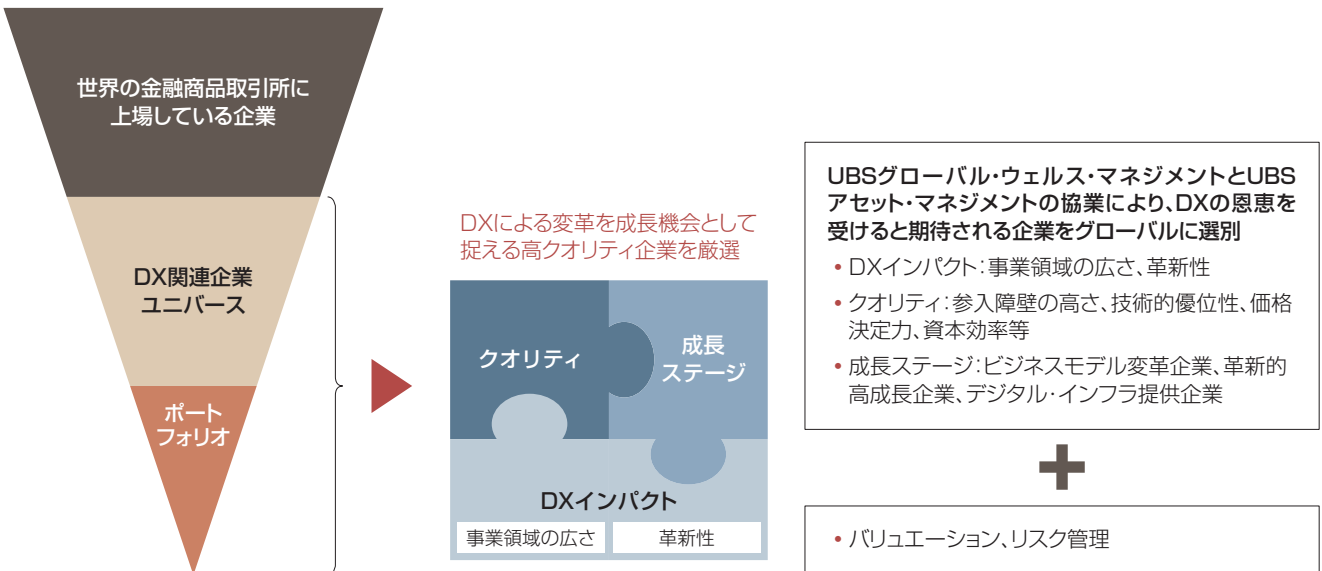 世界の金融商品取引所に
上場している企業
DX関連企業
ユニバース
ポート
フォリオ
DXによる変革を成長機会として
捉える高クオリティ企業を厳選
クオリティ
成長
ステージ
DXインパクト
事業領域の広さ
革新性
UBSグローバル・ウェルス・マネジメントとUBS
アセット・マネジメントの協業により、DXの恩恵を
受けると期待される企業をグローバルに選別
• DXインパクト：事業領域の広さ、革新性
• クオリティ：参入障壁の高さ、技術的優位性、価格
決定力、資本効率等
• 成長ステージ：ビジネスモデル変革企業、革新的
高成長企業、デジタル・インフラ提供企業
• バリュエーション、リスク管理